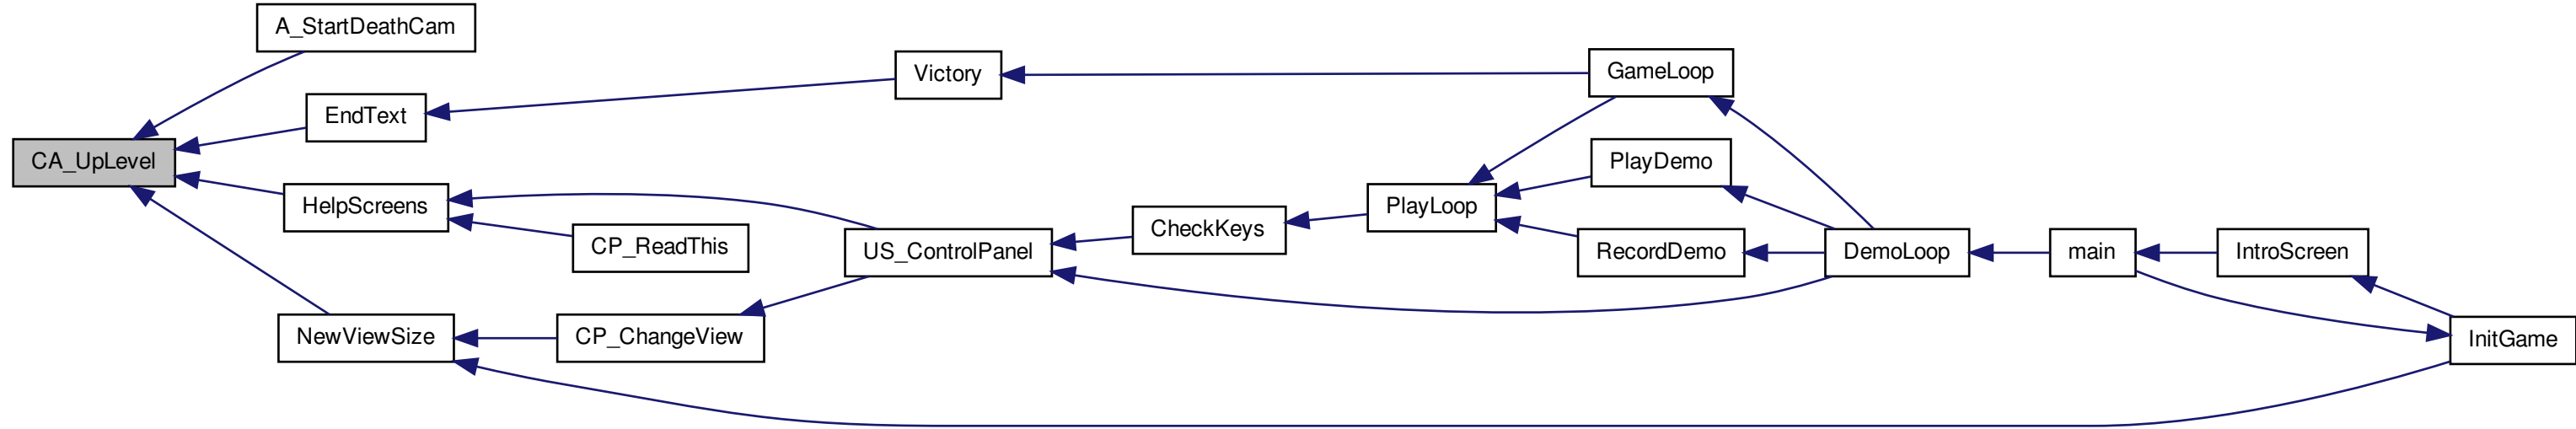 A_StartDeathCam
EndText
Victory
GameLoop
CA_UpLevel
PlayDemo
HelpScreens
CP_ReadThis
US_ControlPanel
CheckKeys
PlayLoop
RecordDemo
DemoLoop
main
IntroScreen
NewViewSize
CP_ChangeView
InitGame